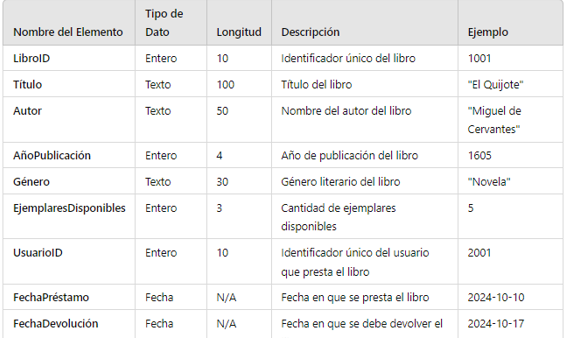 Nombre del Elemento Tipo de Dato Longitud Descripción Ejemplo
LibroID Entero 10 Identificador único del libro 1001
Título Texto 100 Título del libro "El Quijote"
Autor Texto 50 Nombre del autor del libro "Miguel de Cervantes"
AñoPublicación Entero 4 Año de publicación del libro 1605
Género Texto 30 Género literario del libro "Novela"
EjemplaresDisponibles Entero 3 Cantidad de ejemplares disponibles 5
UsuarioID Entero 10 Identificador único del usuario que presta el libro 2001
FechaPréstamo Fecha N/A Fecha en que se presta el libro 2024-10-10
FechaDevolución Fecha N/A Fecha en que se debe devolver el 2024-10-17